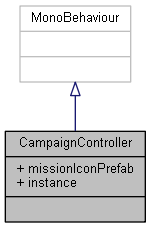 MonoBehaviour
CampaignController
+ missionIconPrefab
+ instance